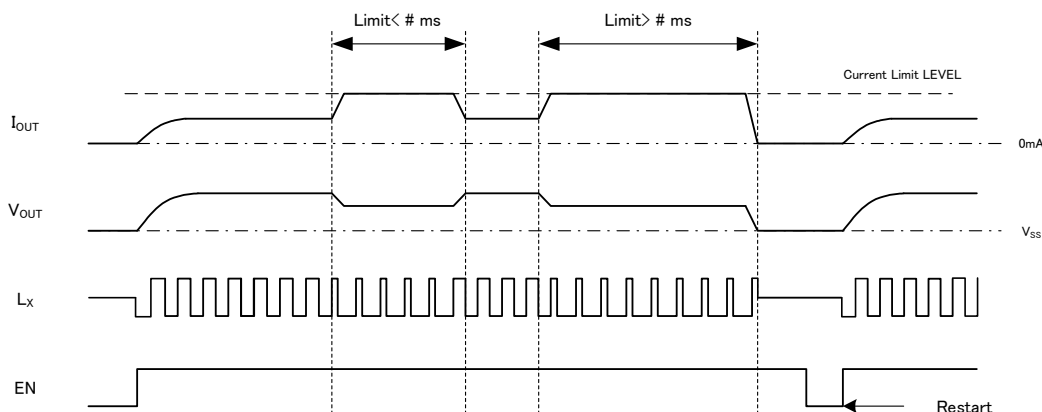 Limit< # ms
Limit> # ms
Current Limit LEVEL
IOUT
0mA
VOUT
VSS
LX
EN
Restart